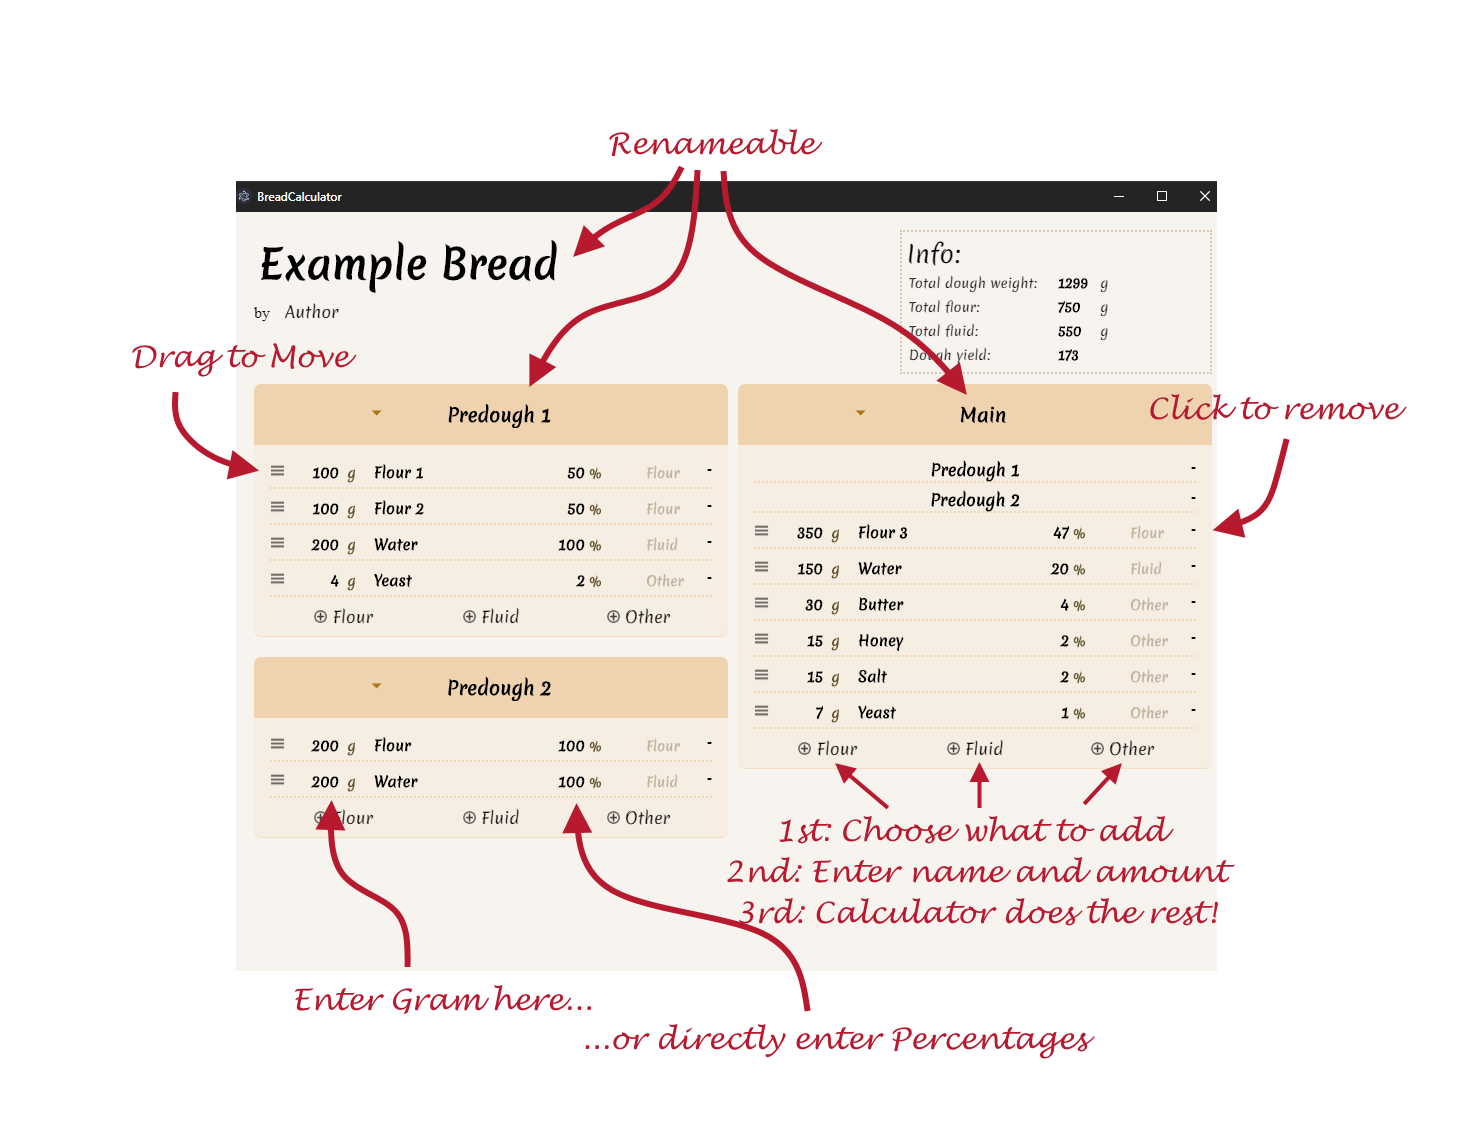 Renameable
BreadCalculator
Example Bread
by Author
Info:
Total dough weight: 1299 g
Total flour: 750 g
Total fluid: 550 g
Dough yield: 173
Drag to Move
Click to remove
Predough 1
100 g Flour 1 50 % Flour -
100 g Flour 2 50 % Flour -
200 g Water 100 % Fluid -
4 g Yeast 2 % Other -
Flour Fluid Other
Predough 2
200 g Flour 100 % Flour -
200 g Water 100 % Fluid -
Flour Fluid Other
Main
Predough 1 -
Predough 2 -
350 g Flour 3 47 % Flour -
150 g Water 20 % Fluid -
30 g Butter 4 % Other -
15 g Honey 2 % Other -
15 g Salt 2 % Other -
7 g Yeast 1 % Other -
Flour Fluid Other
1st: Choose what to add
2nd: Enter name and amount
3rd: Calculator does the rest!
Enter Gram here...
...or directly enter Percentages